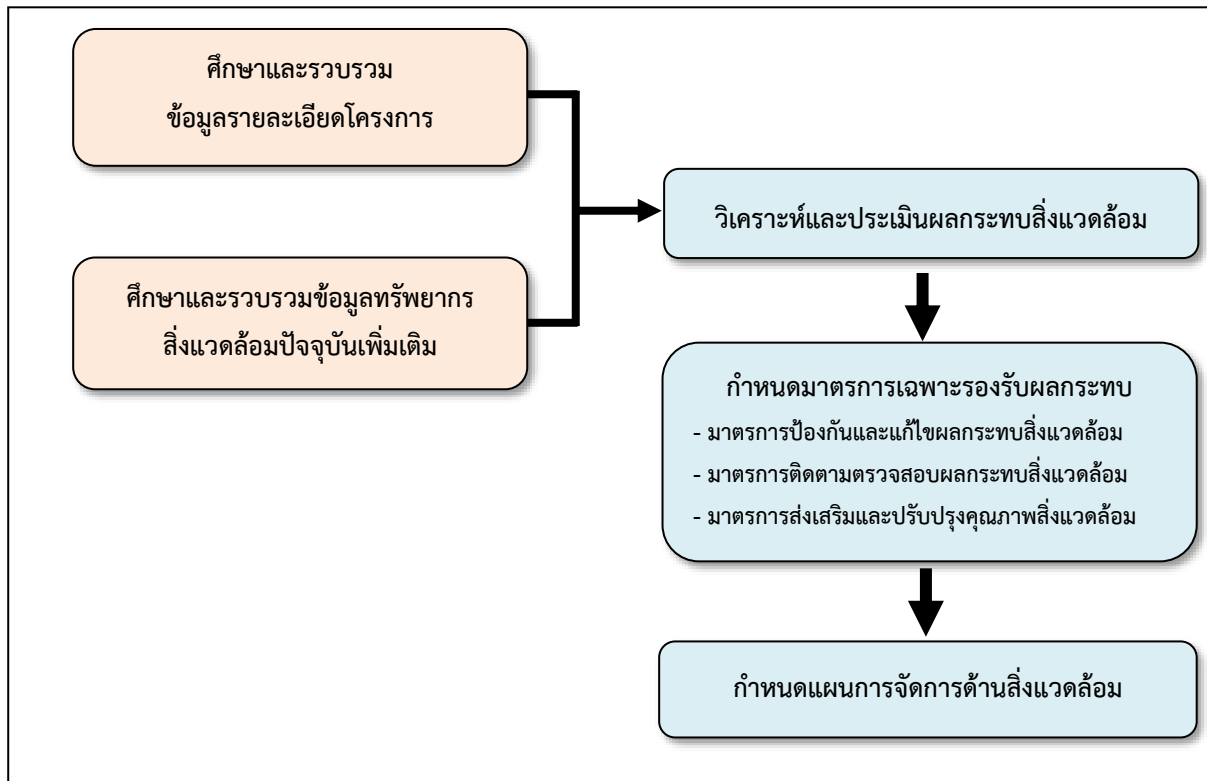 ศึกษาและรวบรวม
ข้อมูลรายละเอียดโครงการ
ศึกษาและรวบรวมข้อมูลทรัพยากร
สิ่งแวดล้อมปัจจุบันเพิ่มเติม
วิเคราะห์และประเมินผลกระทบสิ่งแวดล้อม
กำหนดมาตรการเฉพาะรองรับผลกระทบ
- มาตรการป้องกันและแก้ไขผลกระทบสิ่งแวดล้อม
- มาตรการติดตามตรวจสอบผลกระทบสิ่งแวดล้อม
- มาตรการส่งเสริมและปรับปรุงคุณภาพสิ่งแวดล้อม
กำหนดแผนการจัดการด้านสิ่งแวดล้อม